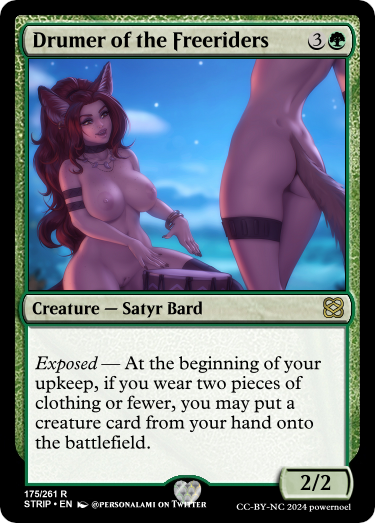 Drumer of the Freeriders 3
Creature — Satyr Bard
Exposed — At the beginning of your
upkeep, if you wear two pieces of
clothing or fewer, you may put a
creature card from your hand onto
the battlefield.
2/2
175/261 R
STRIP • EN @PERSONALAMI ON TWITTER
CC-BY-NC 2024 powernoel